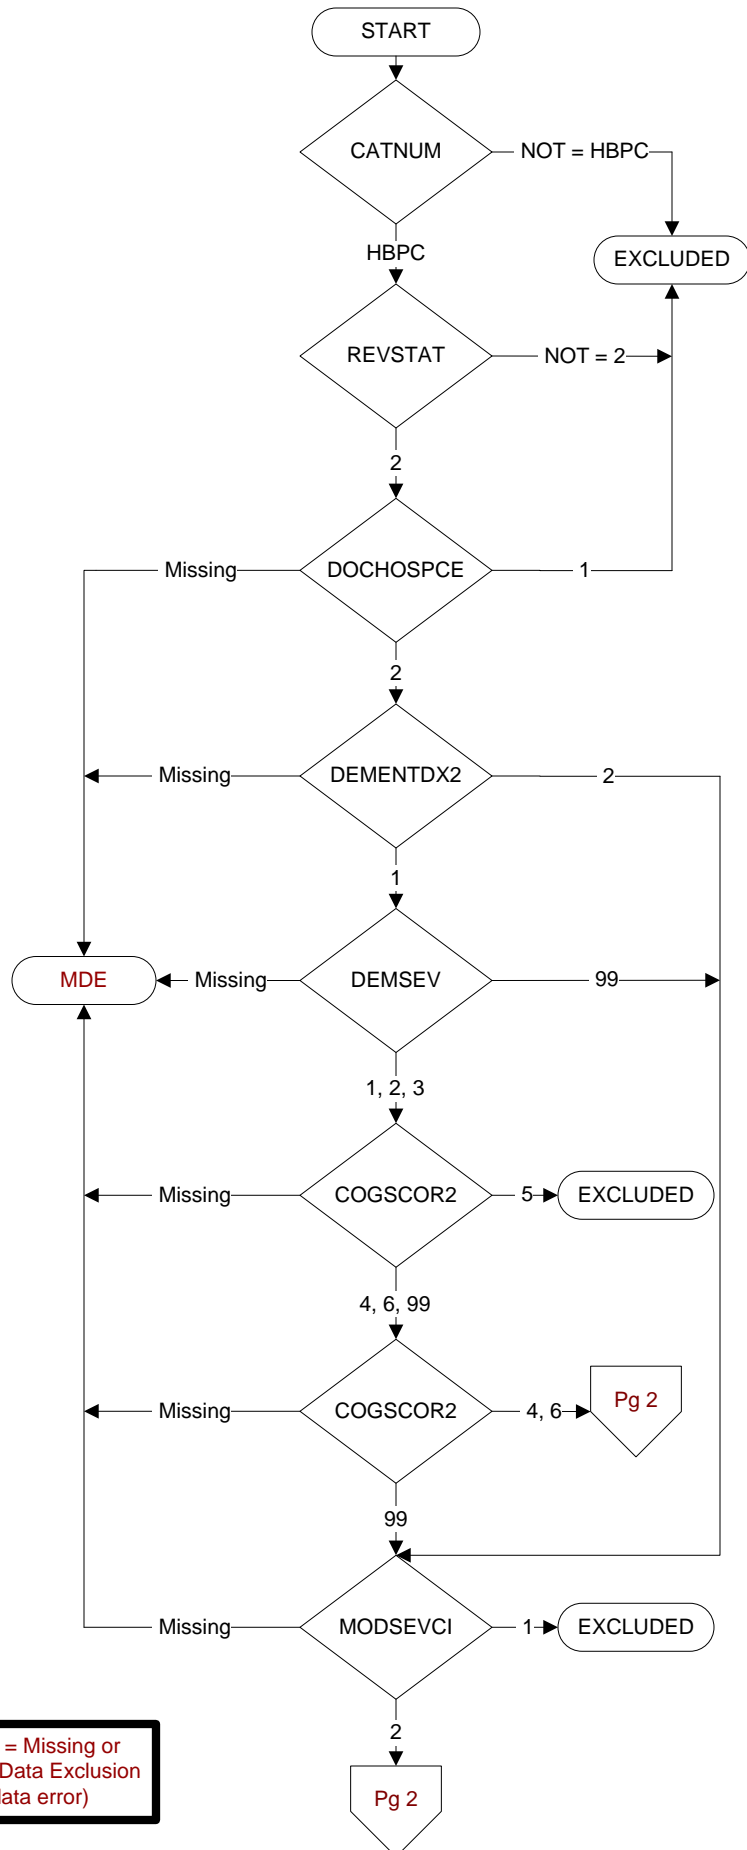 START
CATNUM
NOT = HBPC
HBPC
EXCLUDED
REVSTAT
NOT = 2
2
Missing
DOCHOSPCE
1
2
Missing
DEMENTDX2
2
1
MDE
Missing
DEMSEV
99
1, 2, 3
Missing
COGSCOR2
5
EXCLUDED
4, 6, 99
Missing
COGSCOR2
4, 6
Pg 2
99
Missing
MODSEVCI
1
EXCLUDED
2
= Missing or
Data Exclusion
error)
Pg 2